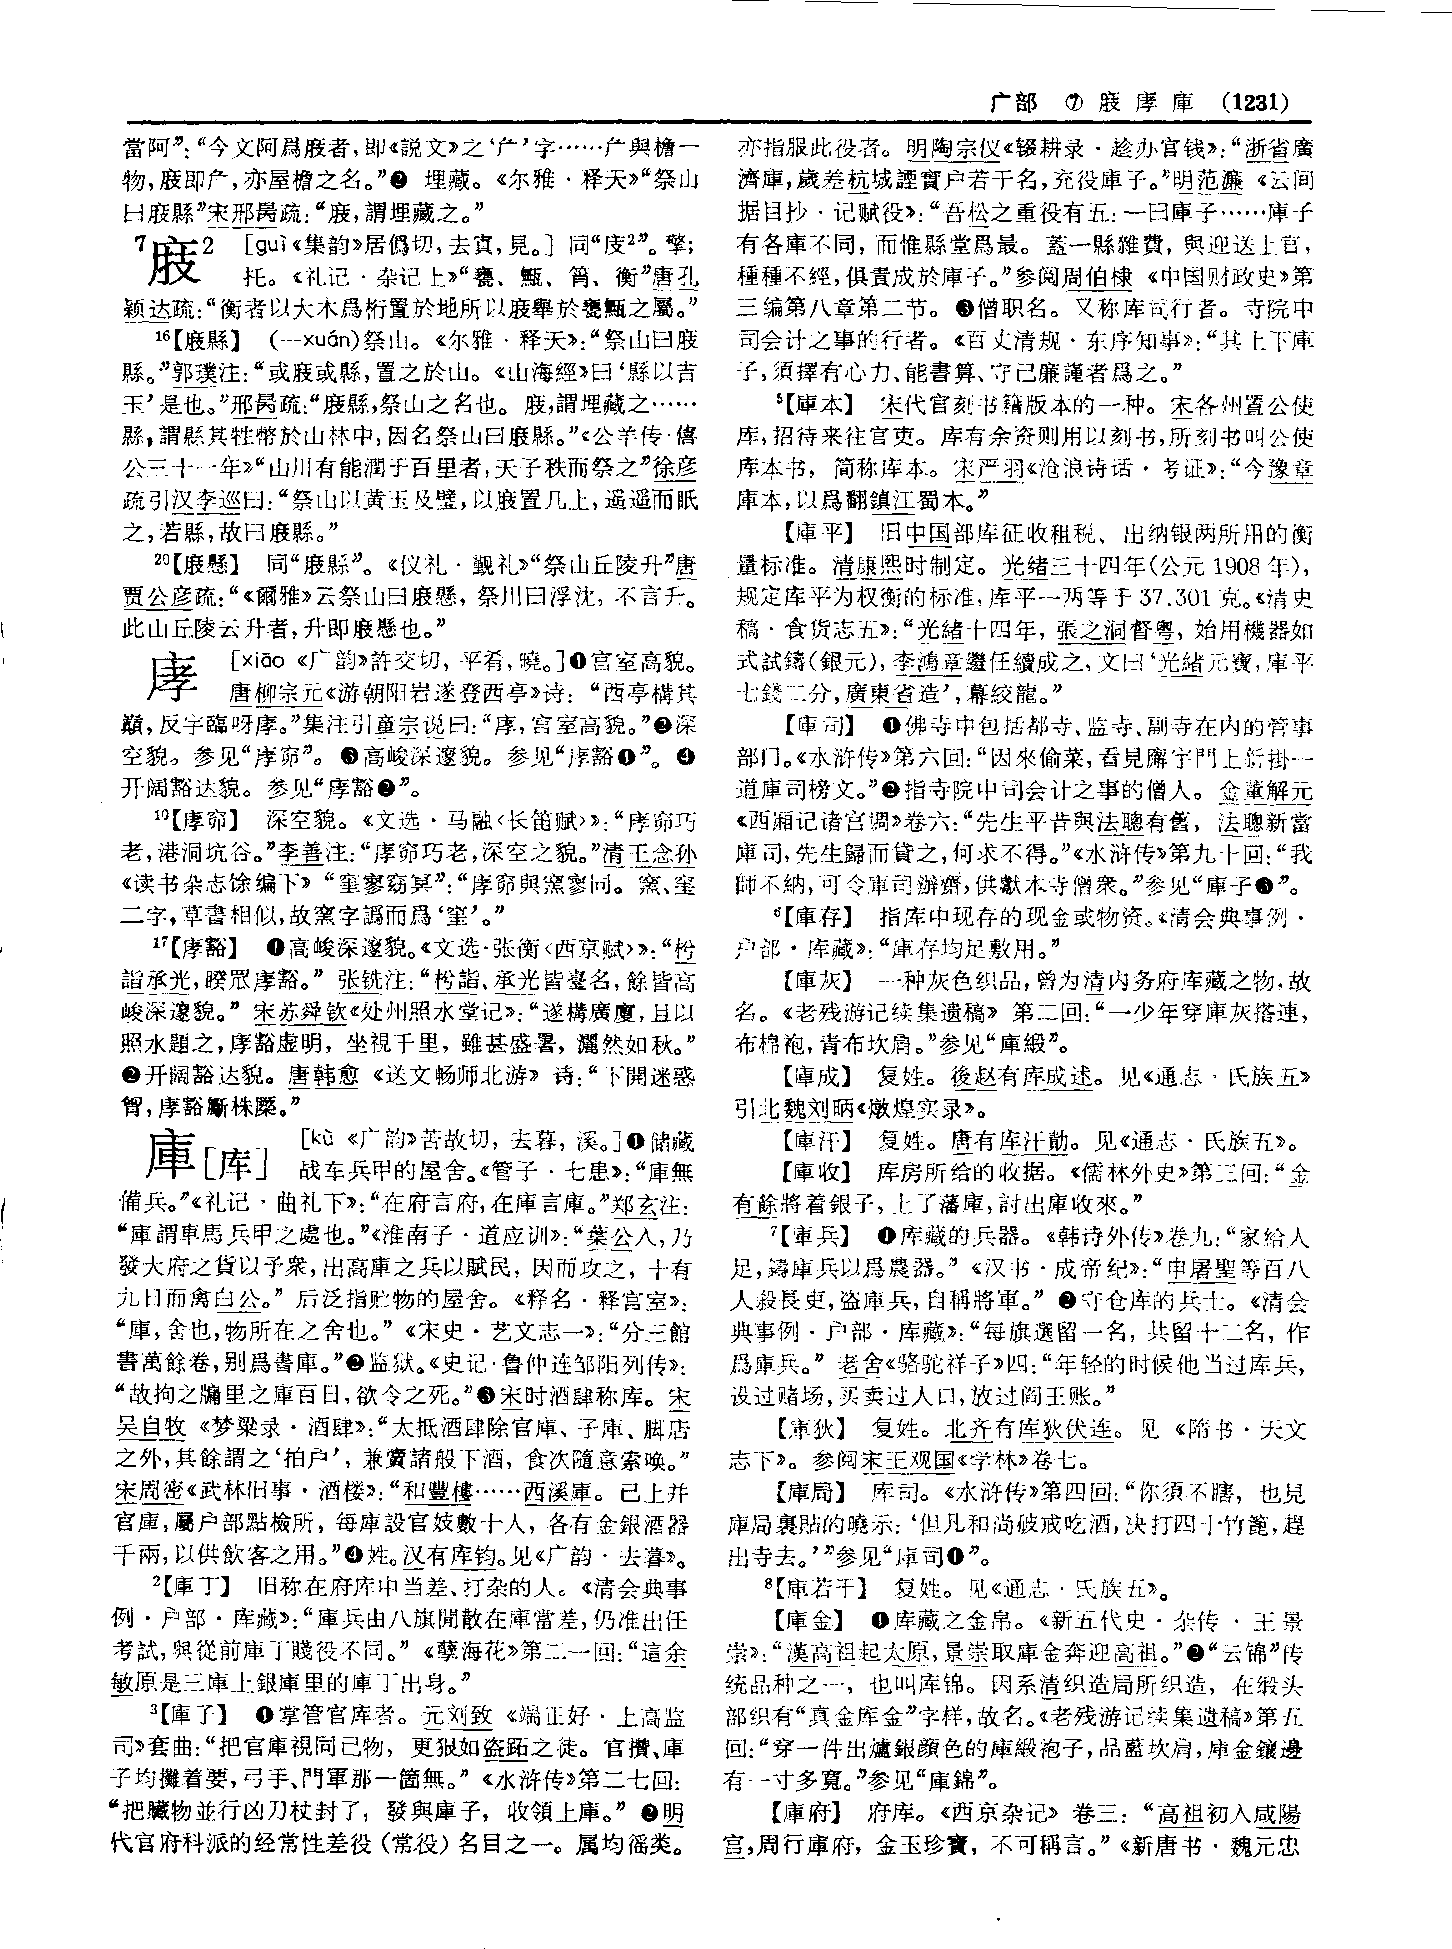 广部 ⑦ 庪 庨 庫 (1231)
當阿”：“今文阿爲庪者，即《説文》之‘广’字……广與檐一
物，庪即广，亦屋檐之名。”❷ 埋藏。《尔雅·释天》“祭山
曰庪縣”宋邢昺疏：“庪，謂埋藏之。”
7庪2 [guì《集韵》居僞切，去寘，見。] 同“庋2”。擎；
托。《礼记·杂记上》“甕、甒、筲、衡”唐孔
颖达疏：“衡者以大木爲桁置於地所以庪舉於甕甒之屬。”
16【庪縣】 (—xuán)祭山。《尔雅·释天》：“祭山曰庪
縣。”郭璞注：“或庪或縣，置之於山。《山海經》曰‘縣以吉
玉’是也。”邢昺疏：“庪縣，祭山之名也。庪，謂埋藏之……
縣，謂懸其牲幣於山林中，因名祭山曰庪縣。”《公羊传·僖
公三十一年》“山川有能潤于百里者，天子秩而祭之”徐彦
疏引汉李巡曰：“祭山以黄玉及璧，以庪置几上，遥遥而眂
之，若縣，故曰庪縣。”
20【庪懸】 同“庪縣”。《仪礼·觐礼》“祭山丘陵升”唐
贾公彦疏：“《爾雅》云祭山曰庪懸，祭川曰浮沈，不言升。
此山丘陵云升者，升即庪懸也。”
庨 [xiāo《广韵》許交切，平肴，曉。]❶宫室高貌。
唐柳宗元《游朝阳岩遂登西亭》诗：“西亭構其
巔，反宇臨呀庨。”集注引童宗说曰：“庨，宫室高貌。”❷深
空貌。参见“庨窌”。❸高峻深邃貌。参见“庨豁❶”。❹
开阔豁达貌。参见“庨豁❷”。
10【庨窌】 深空貌。《文选·马融〈长笛赋〉》：“庨窌巧
老，港洞坑谷。”李善注：“庨窌巧老，深空之貌。”清王念孙
《读书杂志馀编下》“窐寥窈冥”：“庨窌與窯寥同。窯、窐
二字，草書相似，故窯字譌而爲‘窐’。”
17【庨豁】 ❶高峻深邃貌。《文选·张衡〈西京赋〉》：“枍
詣承光，睽眾庨豁。”张铣注：“枍詣、承光皆臺名，餘皆高
峻深邃貌。”宋苏舜钦《处州照水堂记》：“遂構廣廈，且以
照水題之，庨豁虚明，坐視千里，雖甚盛暑，灑然如秋。”
❷开阔豁达貌。唐韩愈《送文畅师北游》诗：“下開迷惑
胷，庨豁斸株橜。”
庫[库] [kù《广韵》苦故切，去暮，溪。]❶储藏
战车兵甲的屋舍。《管子·七患》：“庫無
備兵。”《礼记·曲礼下》：“在府言府，在庫言庫。”郑玄注：
“庫謂車馬兵甲之處也。”《淮南子·道应训》：“葉公入，乃
發大府之貨以予衆，出高庫之兵以賦民，因而攻之，十有
九日而禽白公。”后泛指贮物的屋舍。《释名·释宫室》：
“庫，舍也，物所在之舍也。”《宋史·艺文志一》：“分三館
書萬餘卷，别爲書庫。”❷监狱。《史记·鲁仲连邹阳列传》：
“故拘之牖里之庫百日，欲令之死。”❸宋时酒肆称库。宋
吴自牧《梦粱录·酒肆》：“大抵酒肆除官庫、子庫、脚店
之外，其餘謂之‘拍户’，兼賣諸般下酒，食次隨意索唤。”
宋周密《武林旧事·酒楼》：“和豐樓……西溪庫。已上并
官庫，屬户部點檢所，每庫設官妓數十人，各有金銀酒器
千兩，以供飲客之用。”❹姓。汉有库钧。见《广韵·去暮》。
2【庫丁】 旧称在府库中当差、打杂的人。《清会典事
例·户部·库藏》：“庫兵由八旗閒散在庫當差，仍准出任
考試，與從前庫丁賤役不同。”《孽海花》第二一回：“這余
敏原是三庫上銀庫里的庫丁出身。”
3【庫子】 ❶掌管官库者。元刘致《端正好·上高监
司》套曲：“把官庫視同己物，更狠如盗跖之徒。官攢、庫
子均攤着要，弓手、門軍那一箇無。”《水浒传》第二七回：
“把贓物並行凶刀杖封了，發與庫子，收領上庫。”❷明
代官府科派的经常性差役（常役）名目之一。属均徭类。
亦指服此役者。明陶宗仪《辍耕录·趁办官钱》：“浙省廣
濟庫，歲差杭城誣實户若干名，充役庫子。”明范濂《云间
据目抄·记赋役》：“吾松之重役有五：一曰庫子……庫子
有各庫不同，而惟縣堂爲最。蓋一縣雜費，與迎送上官，
種種不經，俱責成於庫子。”参阅周伯棣《中国财政史》第
三编第八章第二节。❸僧职名。又称库司行者。寺院中
司会计之事的行者。《百丈清规·东序知事》：“其上下庫
子，須擇有心力、能書算、守己廉謹者爲之。”
5【庫本】 宋代官刻书籍版本的一种。宋各州置公使
库，招待来往官吏。库有余资则用以刻书，所刻书叫公使
库本书，简称库本。宋严羽《沧浪诗话·考证》：“今豫章
庫本，以爲翻鎮江蜀本。”
【庫平】 旧中国部库征收租税、出纳银两所用的衡
量标准。清康熙时制定。光绪三十四年(公元1908年)，
规定库平为权衡的标准，库平一两等于37.301克。《清史
稿·食货志五》：“光緒十四年，張之洞督粵，始用機器如
式試鑄(銀元)，李鴻章繼任續成之，文曰‘光緒元寶，庫平
七錢二分，廣東省造’，幕絞龍。”
【庫司】 ❶佛寺中包括都寺、监寺、副寺在内的管事
部门。《水浒传》第六回：“因來偷菜，看見廨宇門上新掛一
道庫司榜文。”❷指寺院中司会计之事的僧人。金董解元
《西厢记诸宫调》卷六：“先生平昔與法聰有舊，法聰新當
庫司，先生歸而貸之，何求不得。”《水浒传》第九十回：“我
師不納，可令庫司辦齋，供獻本寺僧衆。”参见“庫子❸”。
6【庫存】 指库中现存的现金或物资。《清会典事例·
户部·库藏》：“庫存均足敷用。”
【庫灰】 一种灰色织品，曾为清内务府库藏之物，故
名。《老残游记续集遗稿》第二回：“一少年穿庫灰搭連，
布棉袍，青布坎肩。”参见“庫緞”。
【庫成】 复姓。後赵有库成述。见《通志·氏族五》
引北魏刘昞《燉煌实录》。
【庫汗】 复姓。唐有库汗勣。见《通志·氏族五》。
【庫收】 库房所给的收据。《儒林外史》第三回：“金
有餘將着銀子，上了藩庫，討出庫收來。”
7【庫兵】 ❶库藏的兵器。《韩诗外传》卷九：“家给人
足，鑄庫兵以爲農器。”《汉书·成帝纪》：“申屠聖等百八
人殺長吏，盗庫兵，自稱將軍。”❷守仓库的兵士。《清会
典事例·户部·库藏》：“每旗選留一名，共留十二名，作
爲庫兵。”老舍《骆驼祥子》四：“年轻的时候他当过库兵，
设过赌场，买卖过人口，放过阎王账。”
【庫狄】 复姓。北齐有库狄伏连。见《隋书·天文
志下》。参阅宋王观国《学林》卷七。
【庫局】 库司。《水浒传》第四回：“你須不瞎，也見
庫局裏貼的曉示：‘但凡和尚破戒吃酒，决打四十竹篦，趕
出寺去。’”参见“庫司❶”。
8【庫若干】 复姓。见《通志·氏族五》。
【庫金】 ❶库藏之金帛。《新五代史·杂传·王景
崇》：“漢高祖起太原，景崇取庫金奔迎高祖。”❷“云锦”传
统品种之一，也叫库锦。因系清织造局所织造，在缎头
部织有“真金库金”字样，故名。《老残游记续集遗稿》第五
回：“穿一件出爐銀顔色的庫緞袍子，品藍坎肩，庫金鑲邊
有一寸多寬。”参见“庫錦”。
【庫府】 府库。《西京杂记》卷三：“高祖初入咸陽
宫，周行庫府，金玉珍寶，不可稱言。”《新唐书·魏元忠